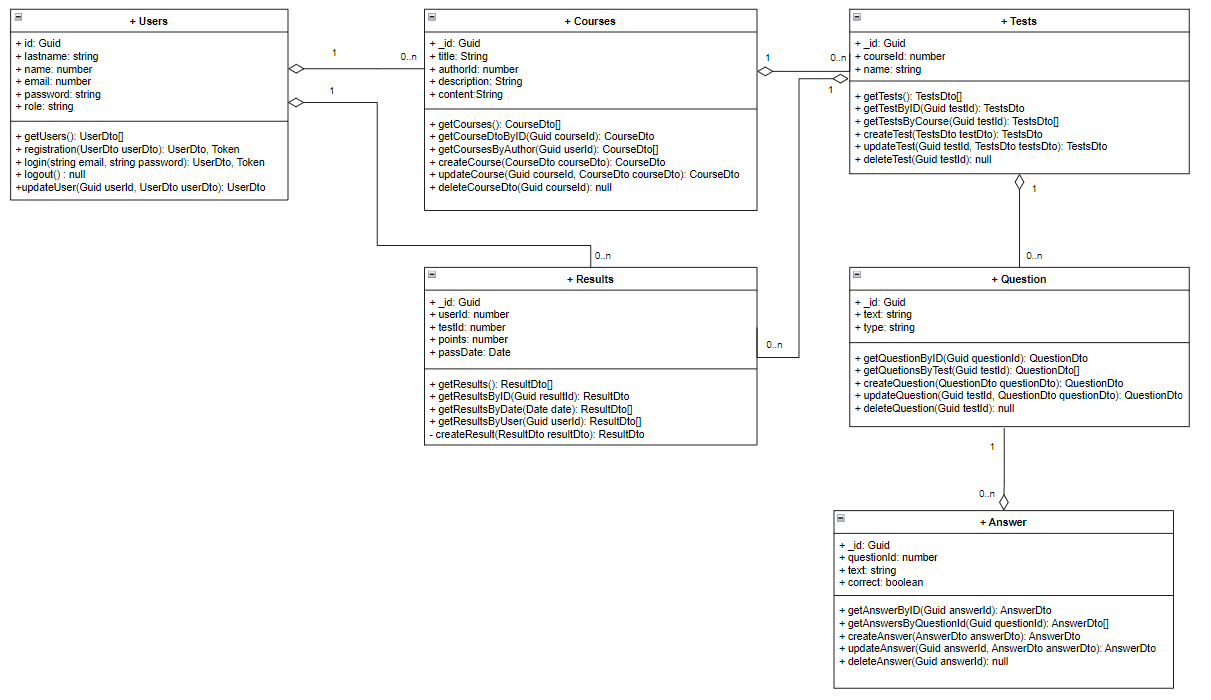 + Users
+ id: Guid
+ lastname: string
+ name: number
+ email: number
+ password: string
+ role: string
+ getUsers(): UserDto[]
+ registration(UserDto userDto): UserDto, Token
+ login(string email, string password): UserDto, Token
+ logout() : null
+updateUser(Guid userId, UserDto userDto): UserDto
1
0..n
1
+ Courses
+ _id: Guid
+ title: String
+ authorId: number
+ description: String
+ content:String
+ getCourses(): CourseDto[]
+ getCourseDtoByID(Guid courseId): CourseDto
+ getCoursesByAuthor(Guid userId): CourseDto[]
+ createCourse(CourseDto courseDto): CourseDto
+ updateCourse(Guid courseId, CourseDto courseDto): CourseDto
+ deleteCourseDto(Guid courseId): null
1
0..n
1
+ Tests
+ _id: Guid
+ courseId: number
+ name: string
+ getTests(): TestsDto[]
+ getTestByID(Guid testId): TestsDto
+ getTestsByCourse(Guid testId): TestsDto[]
+ createTest(TestsDto testDto): TestsDto
+ updateTest(Guid testId, TestsDto testsDto): TestsDto
+ deleteTest(Guid testId): null
1
0..n
0..n
+ Results
+ _id: Guid
+ userId: number
+ testId: number
+ points: number
+ passDate: Date
+ getResults(): ResultDto[]
+ getResultsByID(Guid resultId): ResultDto
+ getResultsByDate(Date date): ResultDto[]
+ getResultsByUser(Guid userId): ResultDto[]
- createResult(ResultDto resultDto): ResultDto
0..n
+ Question
+ _id: Guid
+ text: string
+ type: string
+ getQuestionByID(Guid questionId): QuestionDto
+ getQuetionsByTest(Guid testId): QuestionDto[]
+ createQuestion(QuestionDto questionDto): QuestionDto
+ updateQuestion(Guid testId, QuestionDto questionDto): QuestionDto
+ deleteQuestion(Guid testId): null
1
0..n
+ Answer
+ _id: Guid
+ questionId: number
+ text: string
+ correct: boolean
+ getAnswerByID(Guid answerId): AnswerDto
+ getAnswersByQuestionId(Guid questionId): AnswerDto[]
+ createAnswer(AnswerDto answerDto): AnswerDto
+ updateAnswer(Guid answerId, AnswerDto answerDto): AnswerDto
+ deleteAnswer(Guid answerId): null